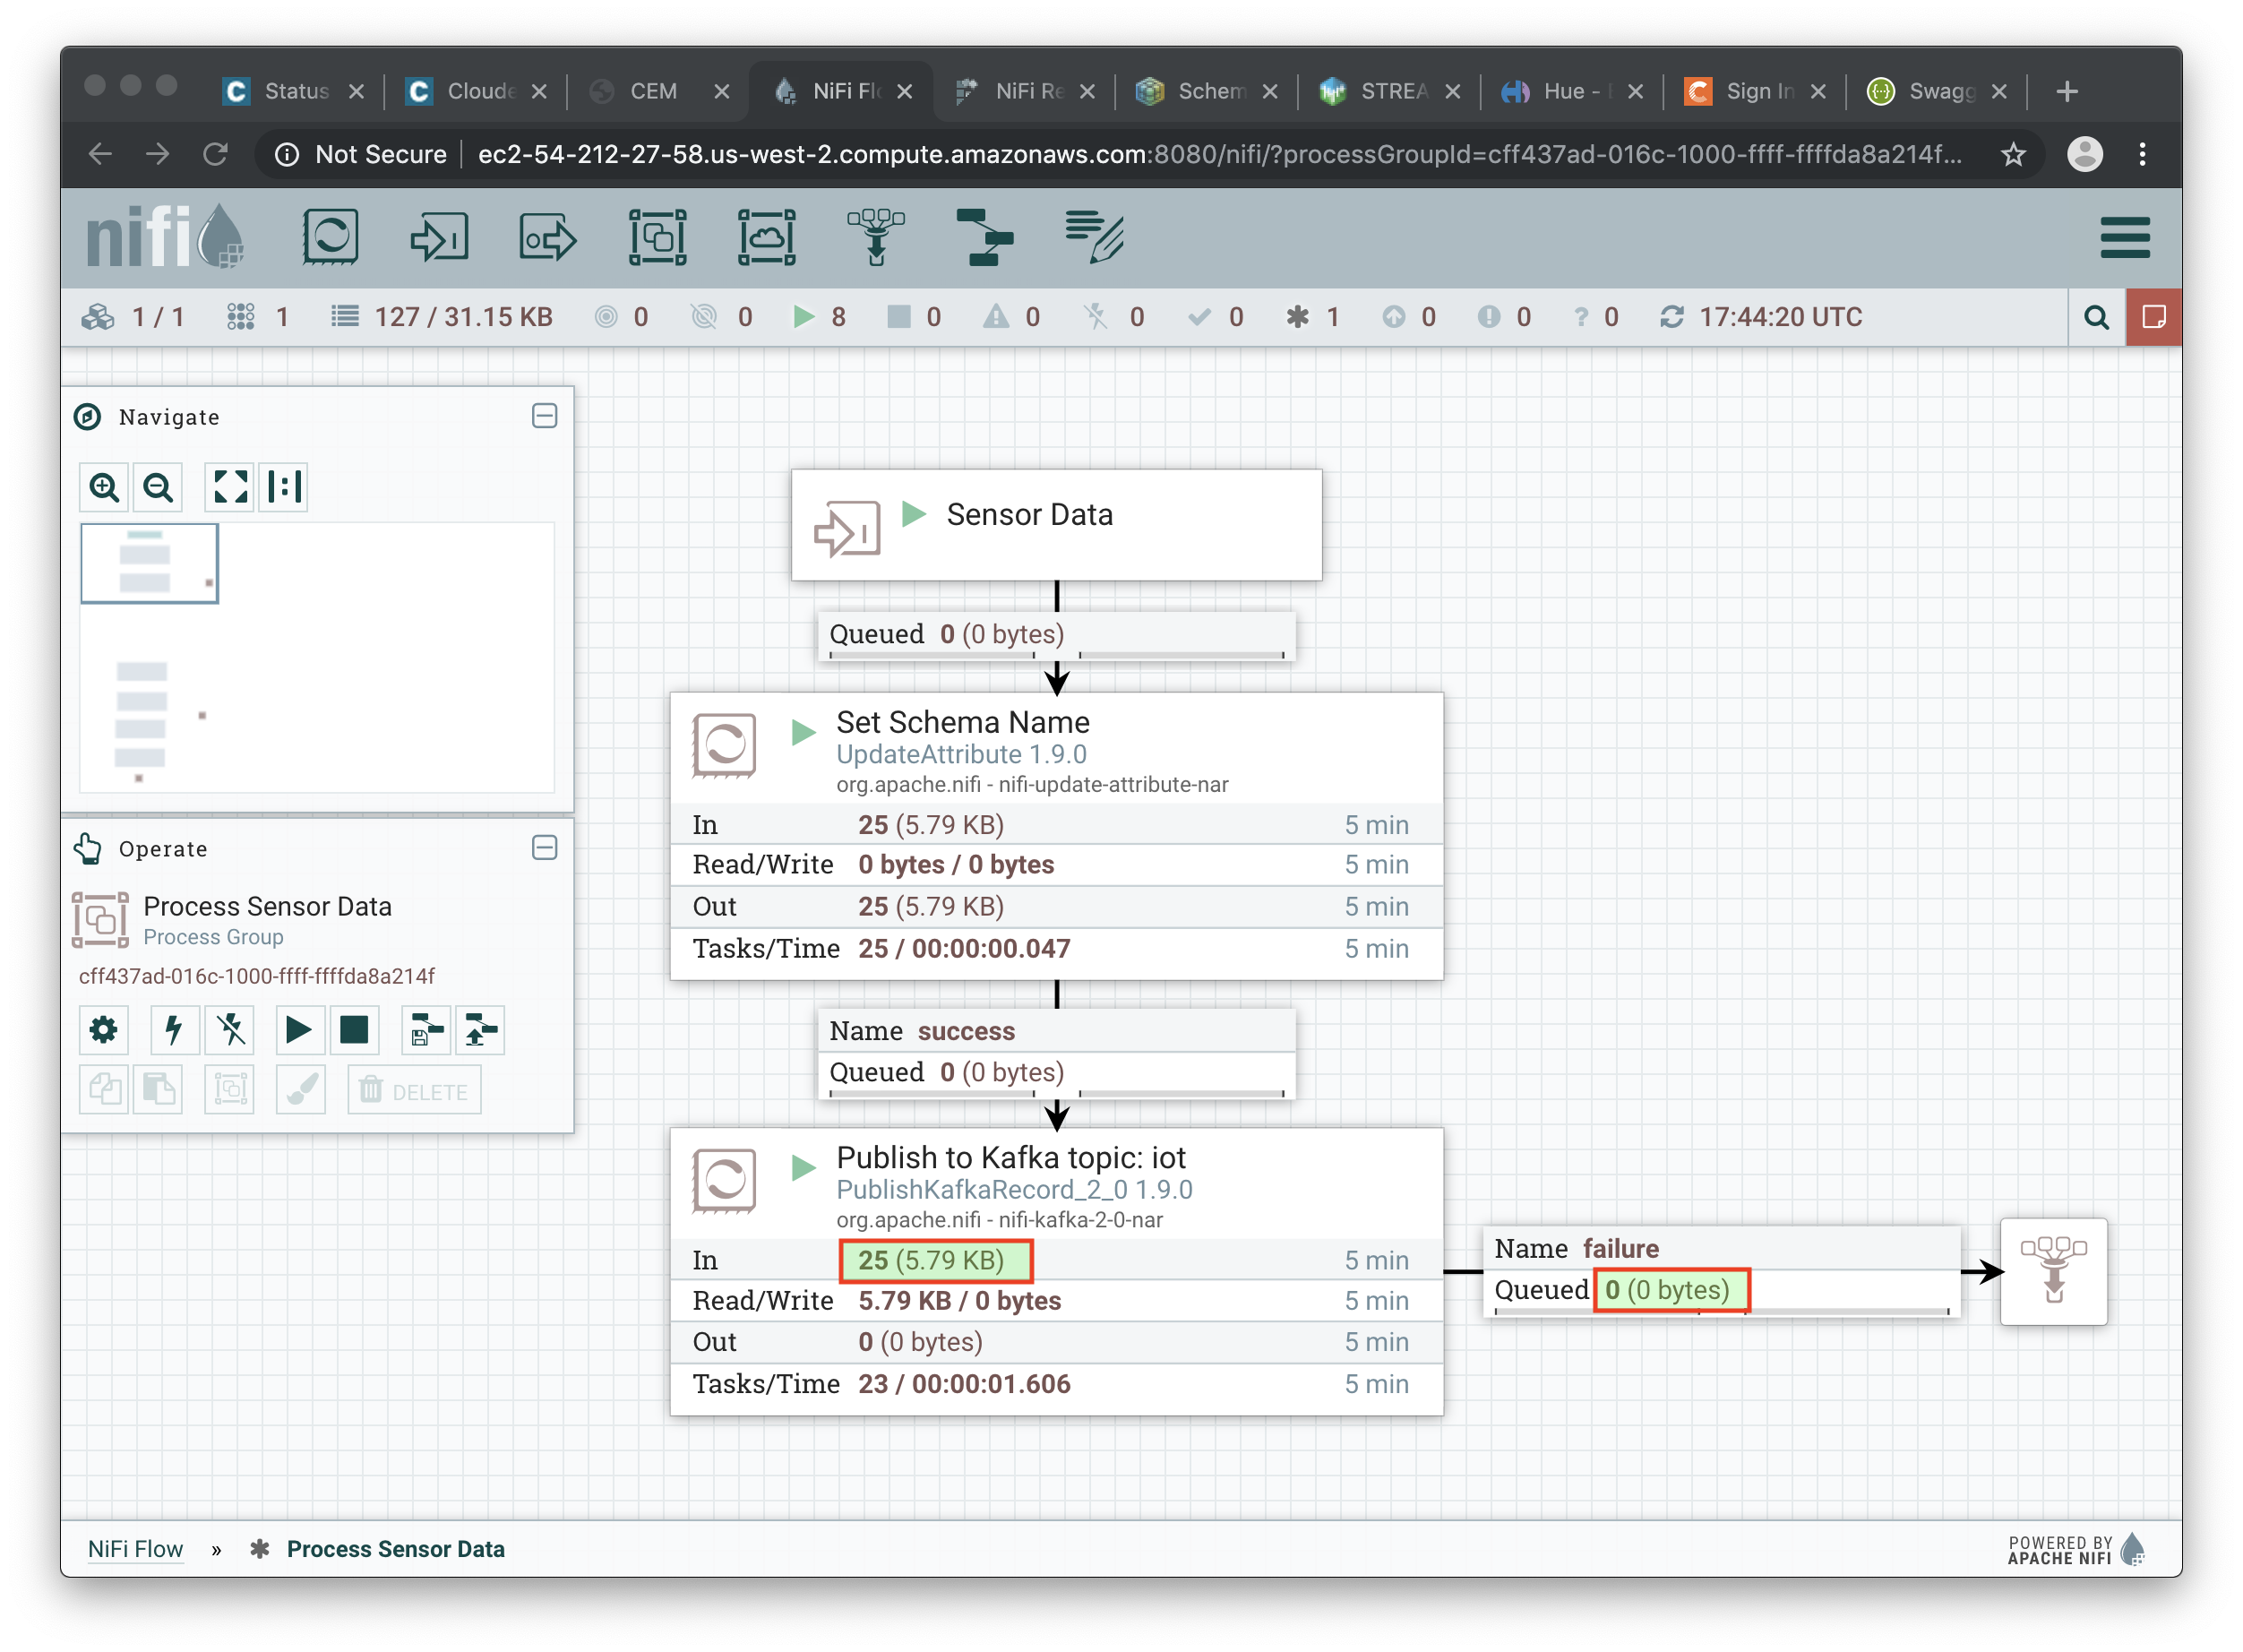 Status
Cloude
CEM
NiFi Flo
NiFi Re
Schem
STREA
Hue -
Sign In
Swagg
Not Secure
ec2-54-212-27-58.us-west-2.compute.amazonaws.com:8080/nifi/?processGroupId=cff437ad-016c-1000-ffff-ffffda8a214f...
nifi
1 / 1 1 127 / 31.15 KB 0 0 8 0 0 0 0 1 0 0 ? 0 17:44:20 UTC
Navigate
Operate
Process Sensor Data
Process Group
cff437ad-016c-1000-ffff-ffffda8a214f
DELETE
Sensor Data
Queued 0 (0 bytes)
Set Schema Name
UpdateAttribute 1.9.0
org.apache.nifi - nifi-update-attribute-nar
In 25 (5.79 KB) 5 min
Read/Write 0 bytes / 0 bytes 5 min
Out 25 (5.79 KB) 5 min
Tasks/Time 25 / 00:00:00.047 5 min
Name success
Queued 0 (0 bytes)
Publish to Kafka topic: iot
PublishKafkaRecord_2_0 1.9.0
org.apache.nifi - nifi-kafka-2-0-nar
In 25 (5.79 KB) 5 min
Read/Write 5.79 KB / 0 bytes 5 min
Out 0 (0 bytes) 5 min
Tasks/Time 23 / 00:00:01.606 5 min
Name failure
Queued 0 (0 bytes)
NiFi Flow » Process Sensor Data
POWERED BY
APACHE NIFI